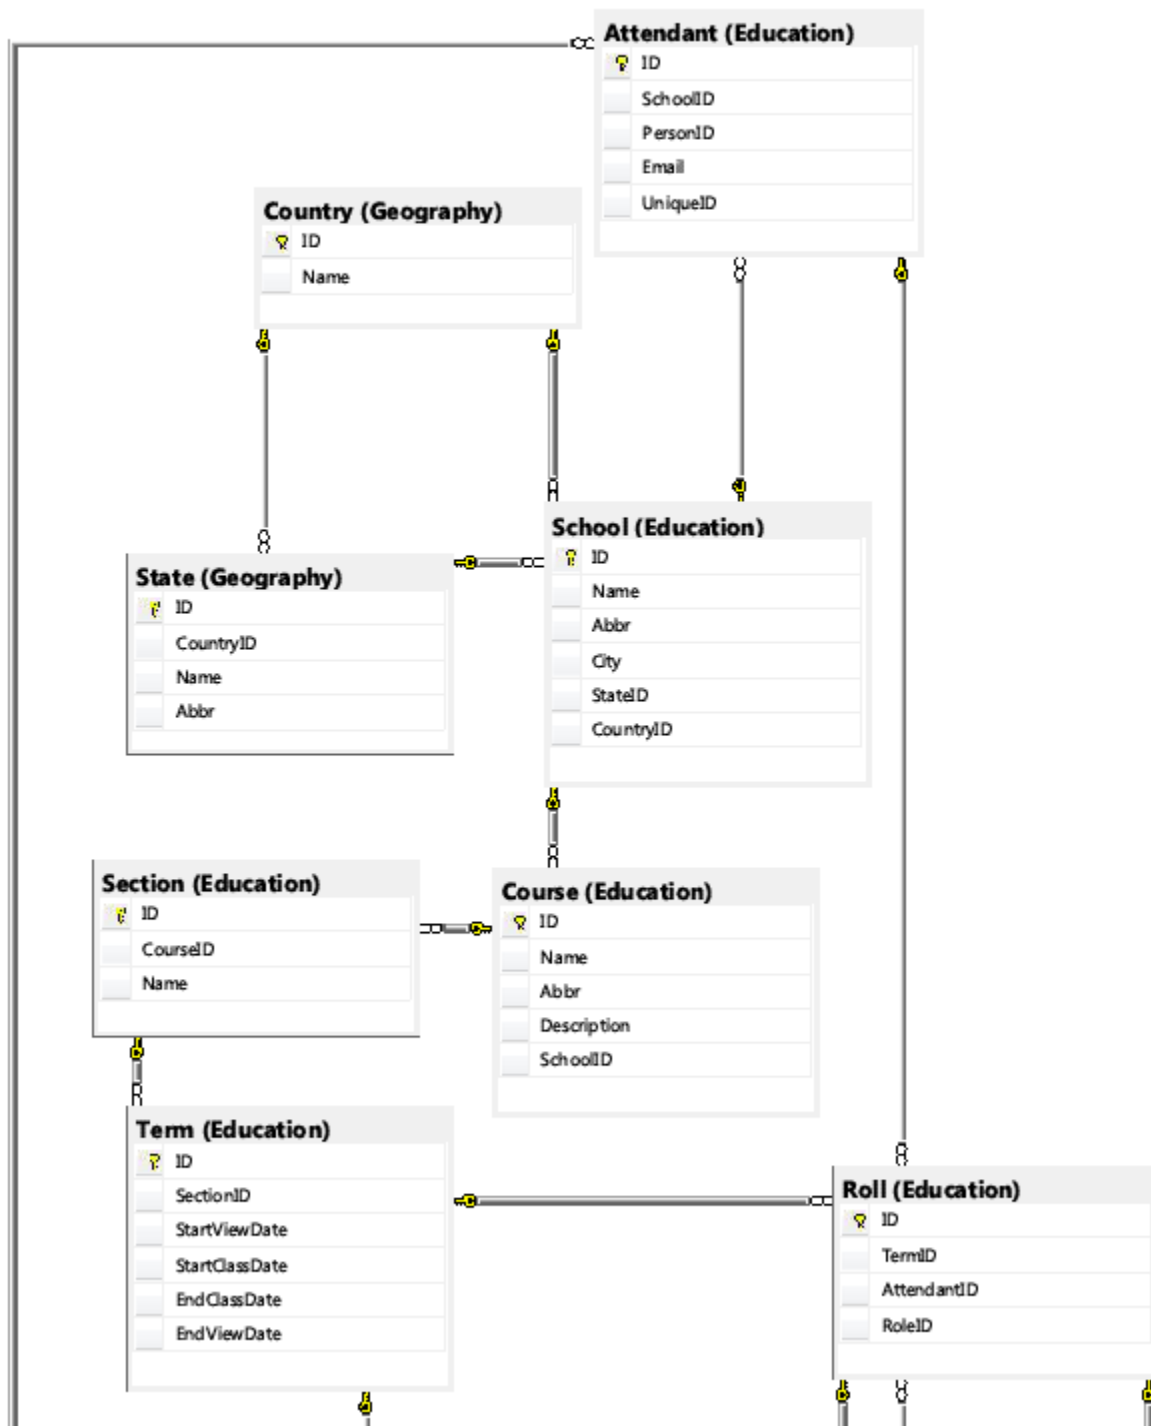 Attendant (Education)
ID
SchoolID
PersonID
Email
UniqueID
Country (Geography)
ID
Name
School (Education)
ID
Name
Abbr
City
StateID
CountryID
State (Geography)
ID
CountryID
Name
Abbr
Section (Education)
ID
CourseID
Name
Course (Education)
ID
Name
Abbr
Description
SchoolID
Term (Education)
ID
SectionID
StartViewDate
StartClassDate
EndClassDate
EndViewDate
Roll (Education)
ID
TermID
AttendantID
RoleID